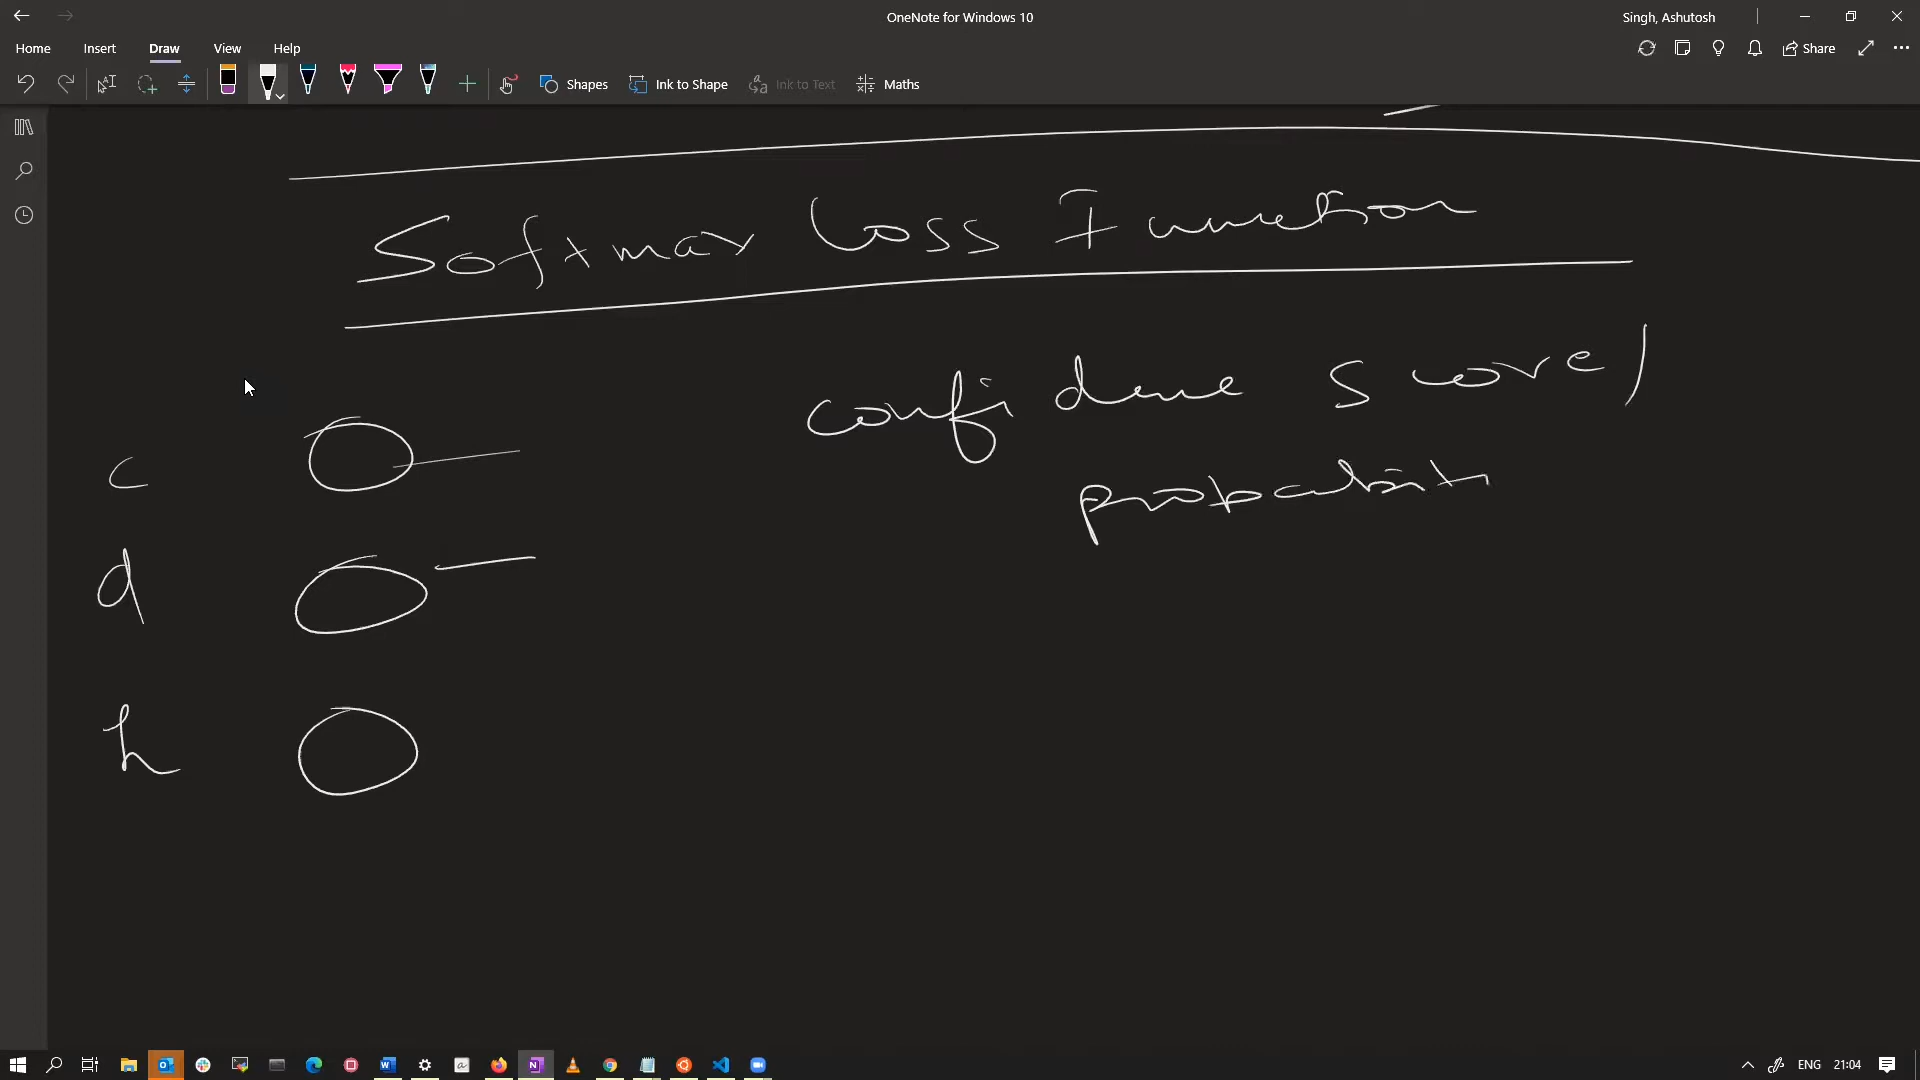 OneNote for Windows 10
Singh, Ashutosh
Home Insert Draw View Help
Share
Shapes
Ink to Shape
Ink to Text
Maths
Softmax Loss Function
confidence score/
probabilit
c
d
h
ENG 21:04